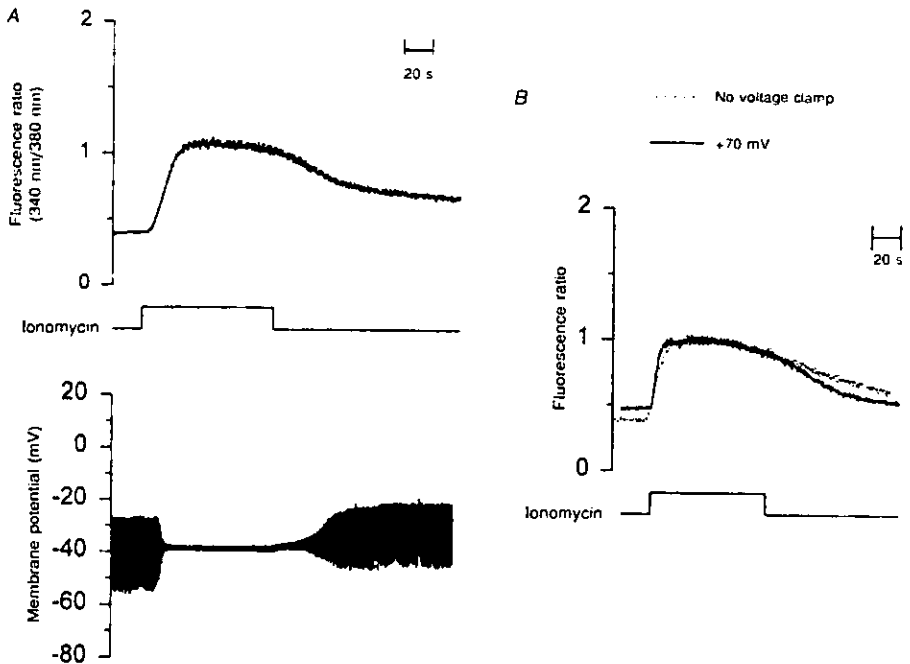 A
2
1
0
Fluorescence ratio
(340 nm/380 nm)
20 s
Ionomycin
20
0
-20
-40
-60
-80
Membrane potential (mV)
B
No voltage clamp
+70 mV
2
1
0
Fluorescence ratio
20 s
Ionomycin